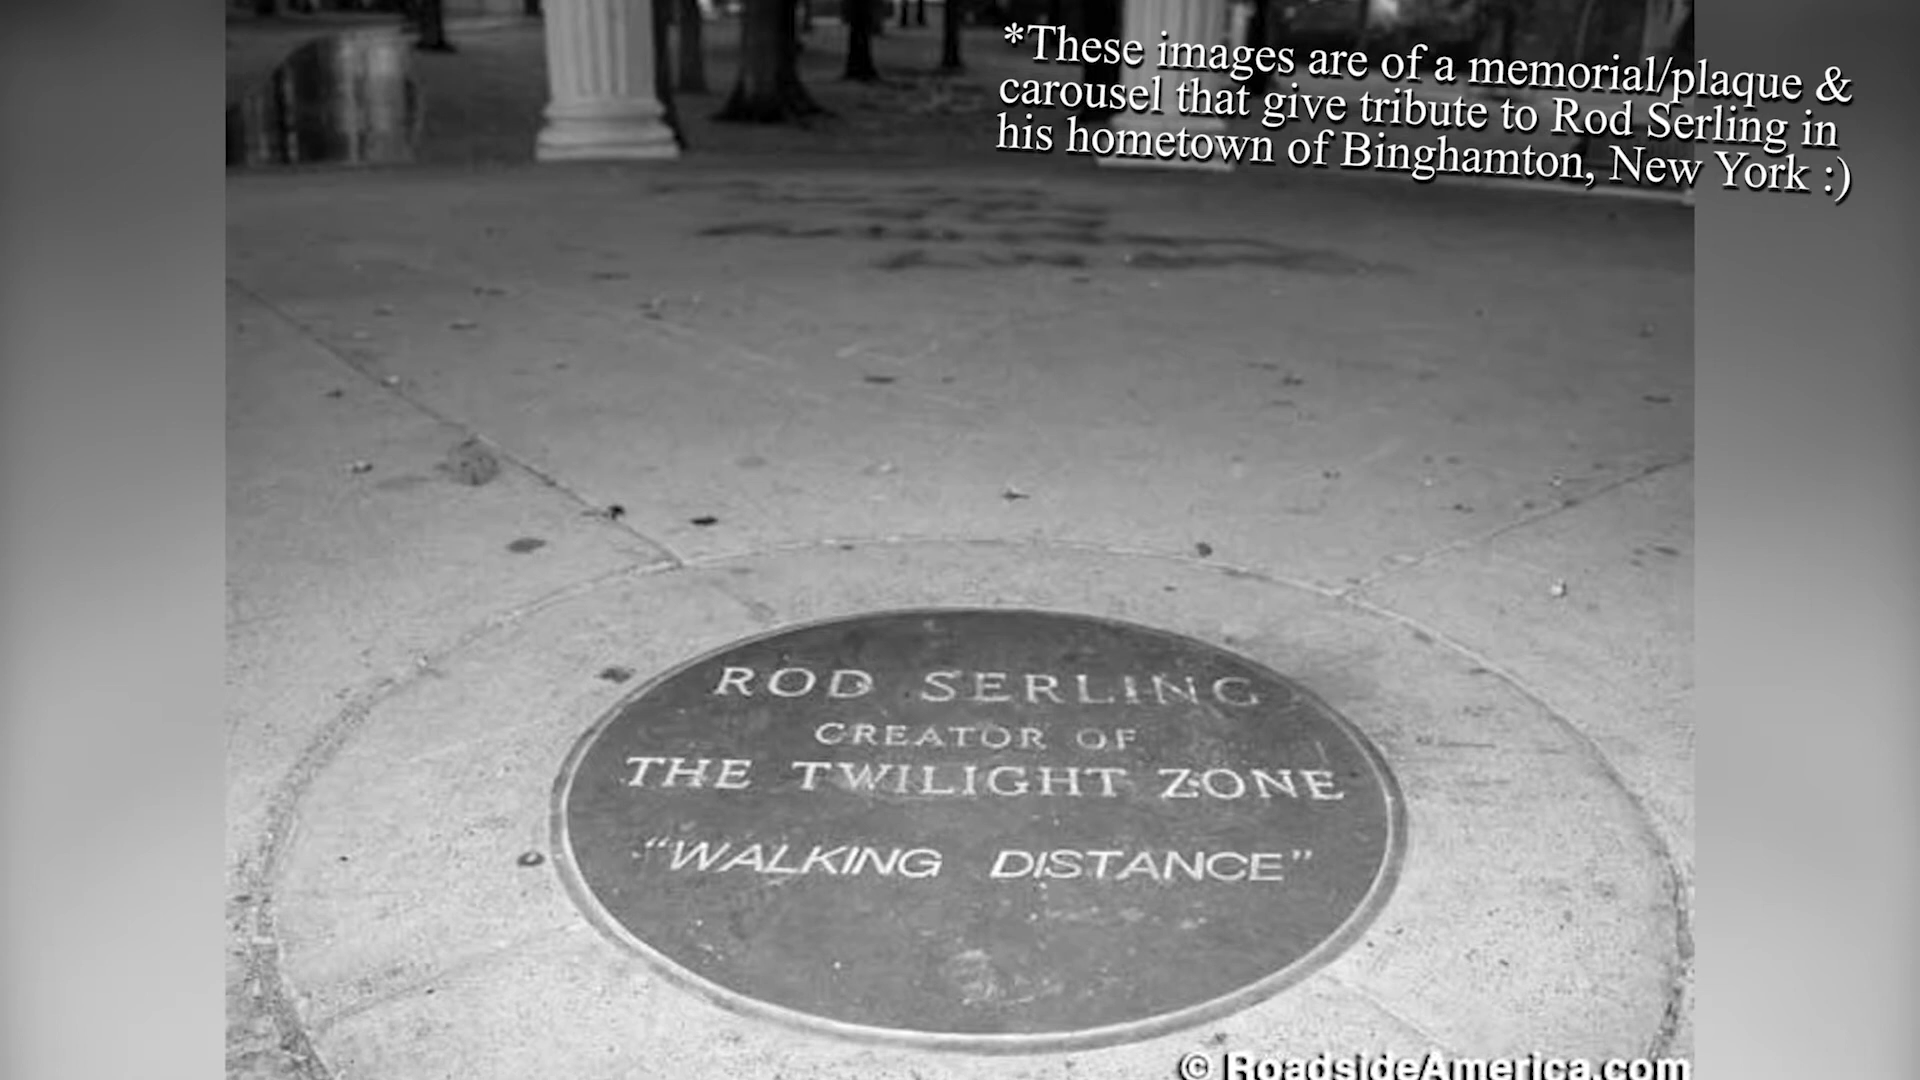 *These images are of a memorial/plaque &
carousel that give tribute to Rod Serling in
his hometown of Binghamton, New York :)
ROD SERLING
CREATOR OF
THE TWILIGHT ZONE
"WALKING DISTANCE"
© RoadsideAmerica.com